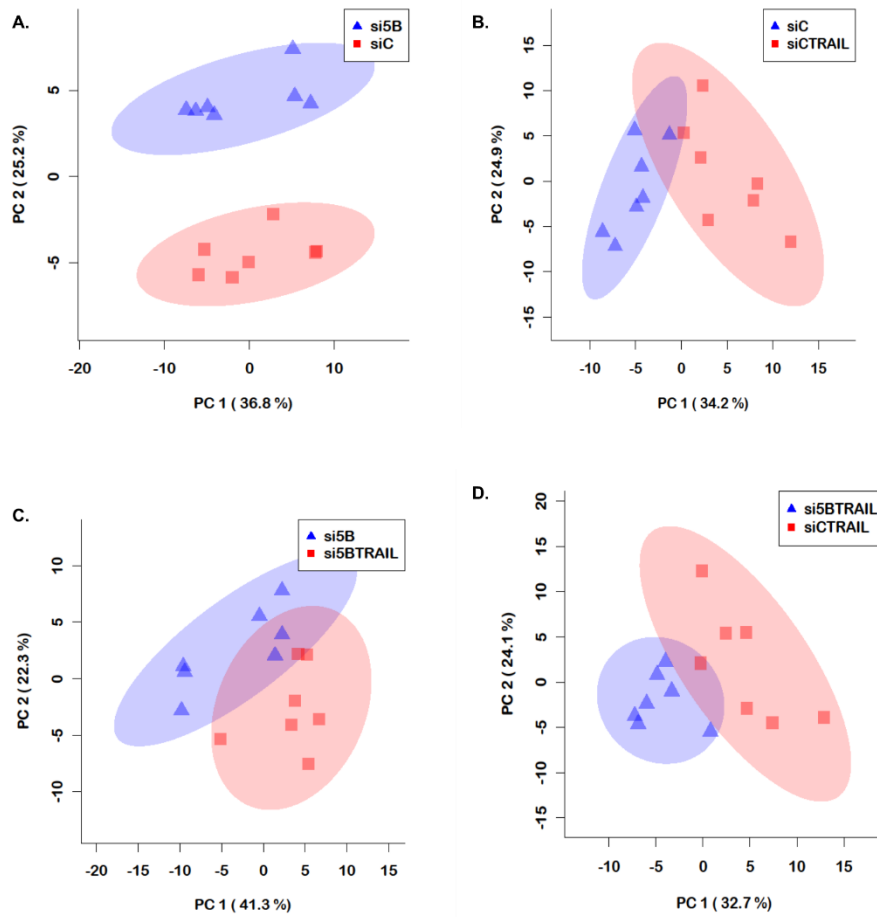 A.
si5B
siC
5
0
-5
PC 2 ( 25.2 %)
-20
-10
0
10
PC 1 ( 36.8 %)
B.
siC
siCTRAIL
15
10
5
0
-5
-10
-15
PC 2 ( 24.9 %)
-10
-5
0
5
10
15
PC 1 ( 34.2 %)
C.
si5B
si5BTRAIL
10
5
0
-5
-10
PC 2 ( 22.3 %)
-20
-15
-10
-5
0
5
10
15
PC 1 ( 41.3 %)
D.
si5BTRAIL
siCTRAIL
20
15
10
5
0
-5
-10
-15
PC 2 ( 24.1 %)
-15
-10
-5
0
5
10
15
PC 1 ( 32.7 %)